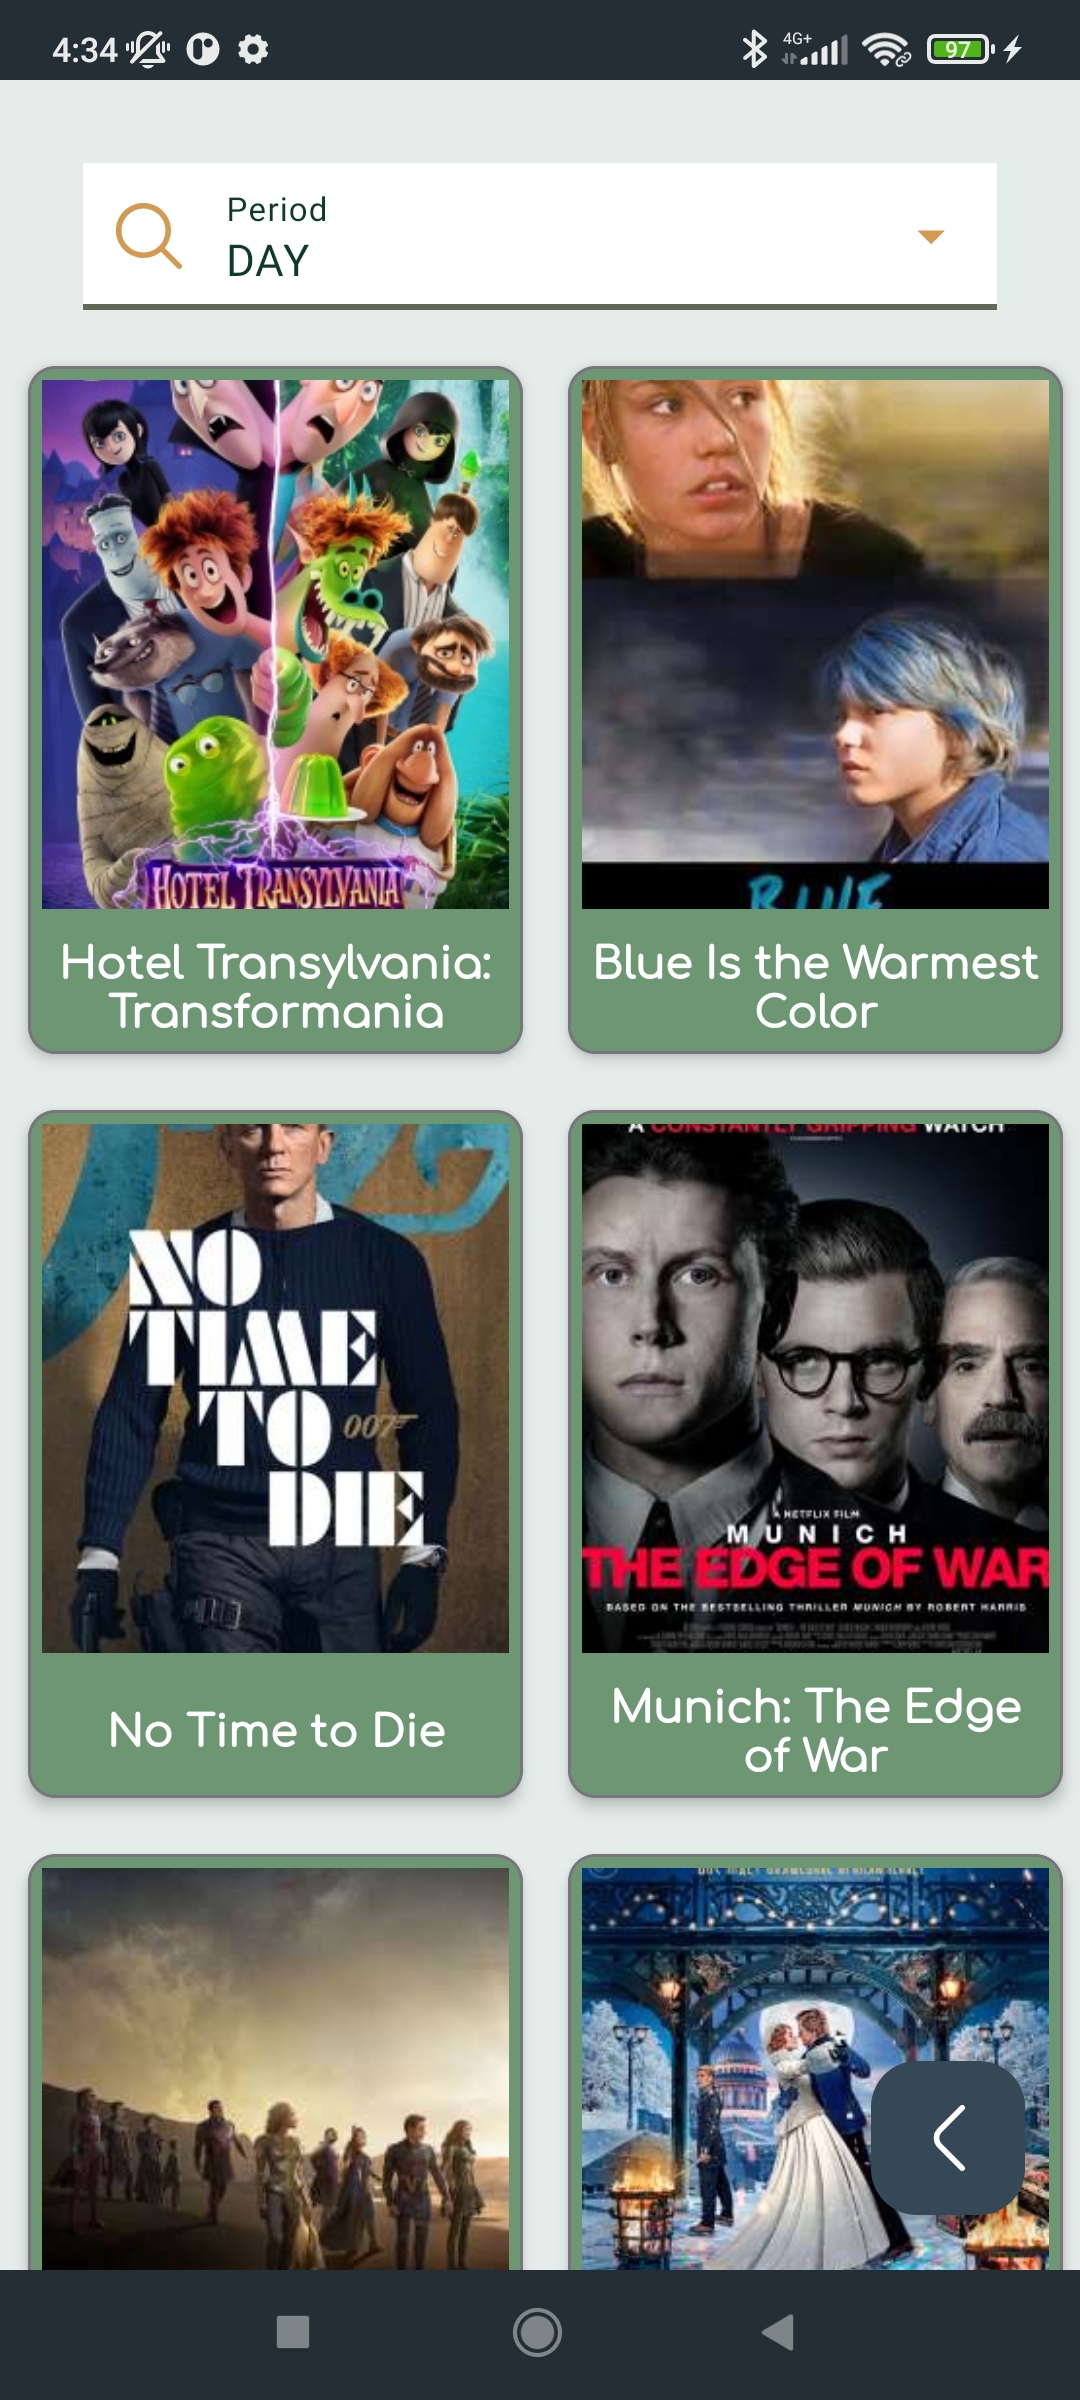 4:34
4G+
97
Period
DAY
HOTEL TRANSYLVANIA
Hotel Transylvania:
Transformania
BLUE
Blue Is the Warmest
Color
NO
TIME
TO
007
DIE
No Time to Die
A CONSTANTLY GRIPPING WATCH
A NETFLIX FILM
MUNICH
THE EDGE OF WAR
BASED ON THE BESTSELLING THRILLER MUNICH BY ROBERT HARRIS
Munich: The Edge
of War